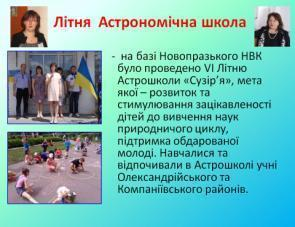 Літня Астрономічна школа
- на базі Новопразького НВК
було проведено VI Літню
Астрошколи «Сузір’я», мета
якої – розвиток та
стимулювання зацікавленості
дітей до вивчення наук
природничого циклу,
підтримка обдарованої
молоді. Навчалися та
відпочивали в Астрошколі учні
Олександрійського та
Компаніївського районів.